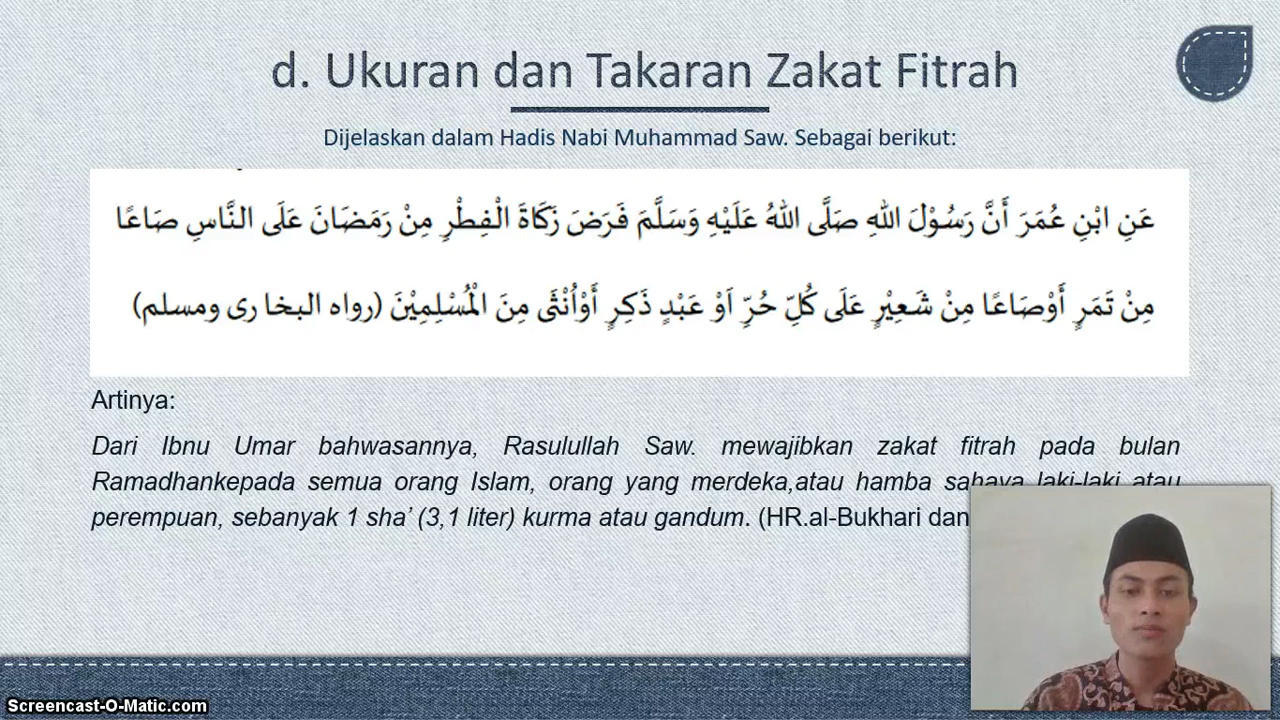 d. Ukuran dan Takaran Zakat Fitrah
Dijelaskan dalam Hadis Nabi Muhammad Saw. Sebagai berikut:
عَنِ ابْنِ عُمَرَ أَنَّ رَسُوْلَ اللهِ صَلَّى اللهُ عَلَيْهِ وَسَلَّمَ فَرَضَ زَكَاةَ الْفِطْرِ مِنْ رَمَضَانَ عَلَى النَّاسِ صَاعًا
مِنْ تَمَرٍ أَوْصَاعًا مِنْ شَعِيْرٍ عَلَى كُلِّ حُرِّ اَوْ عَبْدٍ ذَكِرٍ أَوْاُنْثَى مِنَ الْمُسْلِمِيْنَ (رواه البخا رى ومسلم)
Artinya:
Dari Ibnu Umar bahwasannya, Rasulullah Saw. mewajibkan zakat fitrah pada bulan
Ramadhankepada semua orang Islam, orang yang merdeka,atau hamba sahaya laki-laki atau
perempuan, sebanyak 1 sha’ (3,1 liter) kurma atau gandum. (HR.al-Bukhari dan
Screencast-O-Matic.com